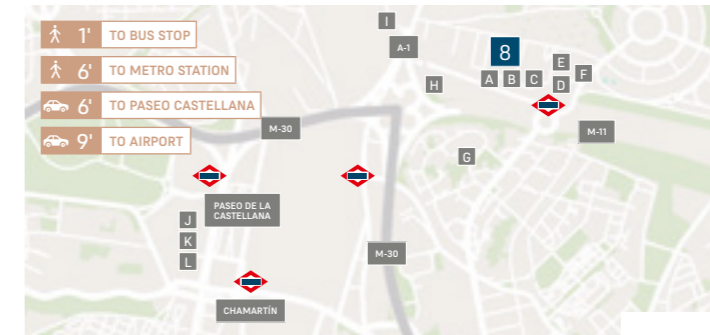 1' TO BUS STOP
6' TO METRO STATION
6' TO PASEO CASTELLANA
9' TO AIRPORT
I
A-1
8
E
F
A B C D
H
M-30
M-11
G
PASEO DE LA
CASTELLANA
J
K
L
M-30
CHAMARTÍN